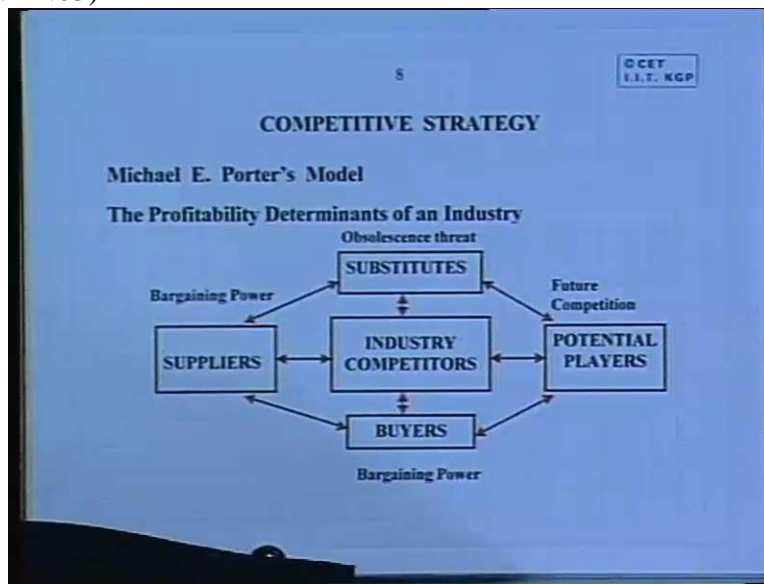 8
© CET
I.I.T. KGP
COMPETITIVE STRATEGY
Michael E. Porter's Model
The Profitability Determinants of an Industry
Obsolescence threat
SUBSTITUTES
Bargaining Power
Future
Competition
SUPPLIERS
INDUSTRY
COMPETITORS
POTENTIAL
PLAYERS
BUYERS
Bargaining Power